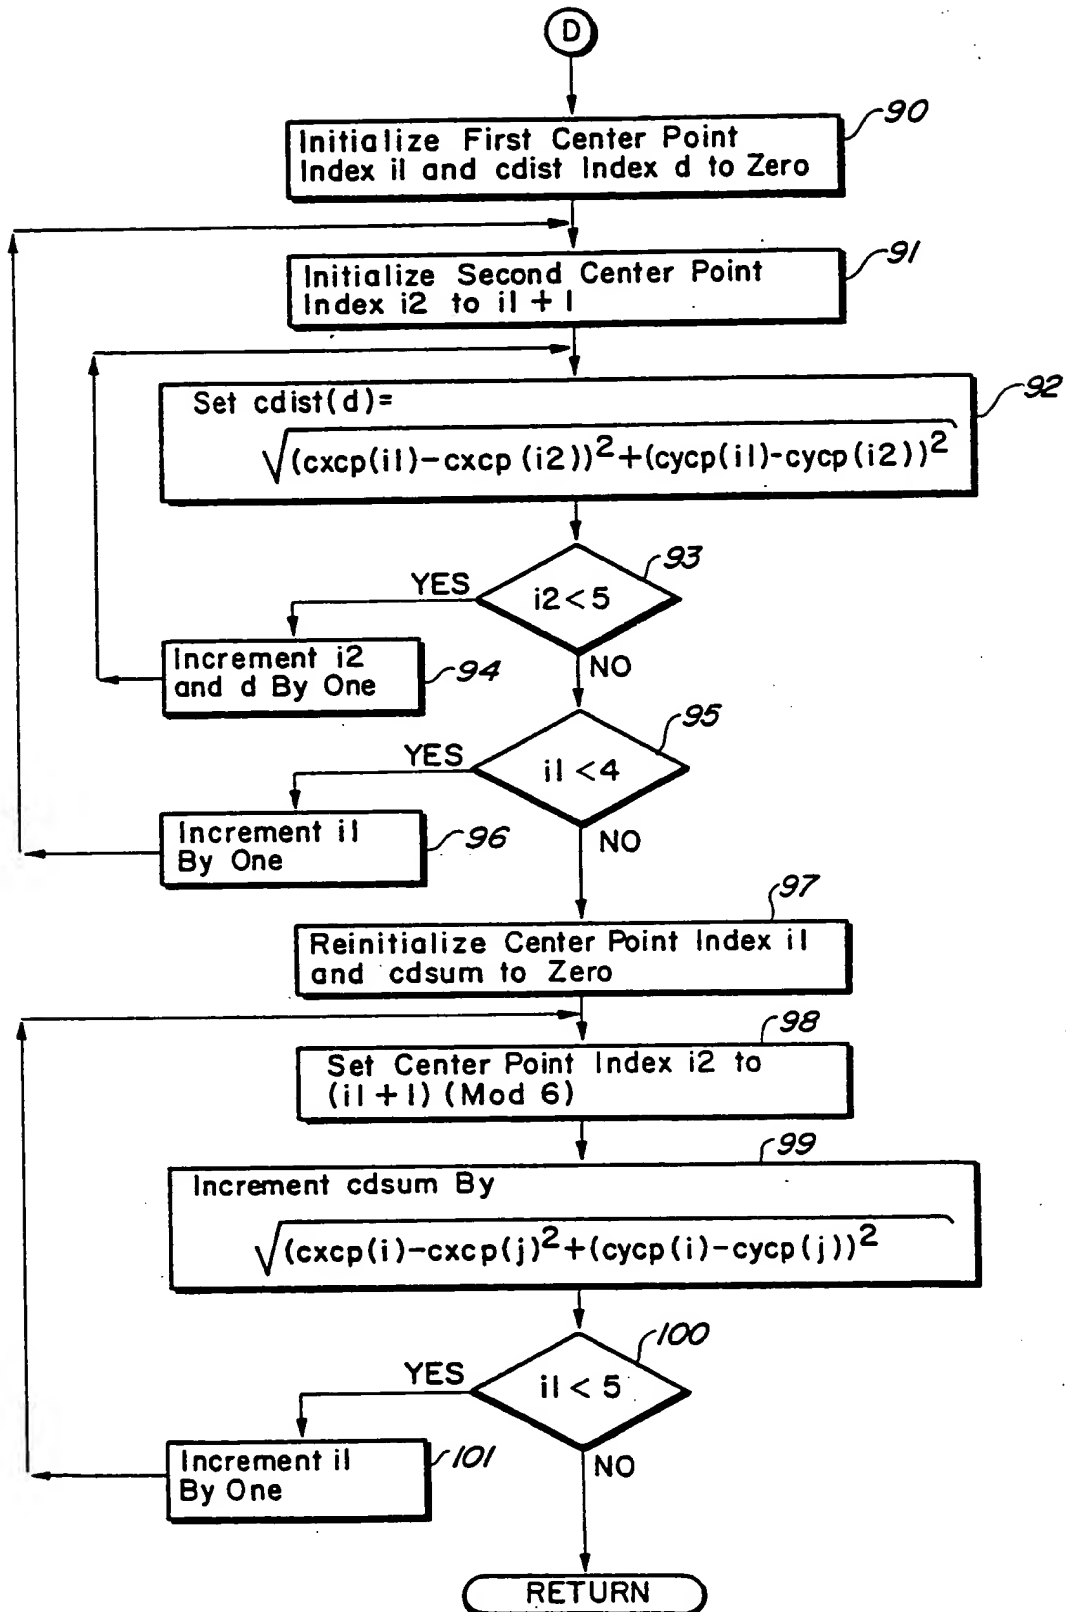 D
90
Initialize First Center Point
Index i1 and cdist Index d to Zero
91
Initialize Second Center Point
Index i2 to i1 + 1
92
Set cdist(d)=
√(cxcp(i1)-cxcp(i2))²+(cycp(i1)-cycp(i2))²
93
i2 < 5
YES
NO
Increment i2
and d By One
94
95
i1 < 4
YES
NO
Increment i1
By One
96
97
Reinitialize Center Point Index i1
and cdsum to Zero
98
Set Center Point Index i2 to
(i1 + 1) (Mod 6)
99
Increment cdsum By
√(cxcp(i)-cxcp(j)²+(cycp(i)-cycp(j))²
100
i1 < 5
YES
NO
Increment i1
By One
101
RETURN